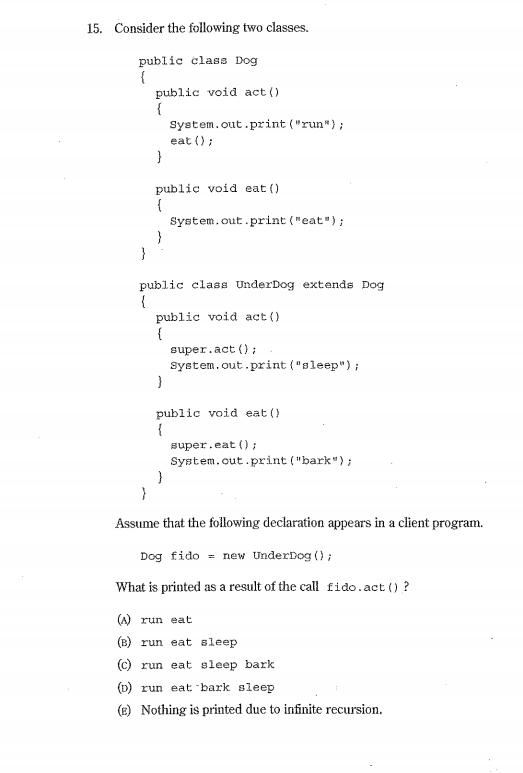 15. Consider the following two classes.
public class Dog
{
public void act()
{
System.out.print("run");
eat();
}
public void eat()
{
System.out.print("eat");
}
}
public class UnderDog extends Dog
{
public void act()
{
super.act();
System.out.print("sleep");
}
public void eat()
{
super.eat();
System.out.print("bark");
}
}
Assume that the following declaration appears in a client program.
Dog fido = new UnderDog();
What is printed as a result of the call fido.act() ?
(A) run eat
(B) run eat sleep
(C) run eat sleep bark
(D) run eat bark sleep
(E) Nothing is printed due to infinite recursion.